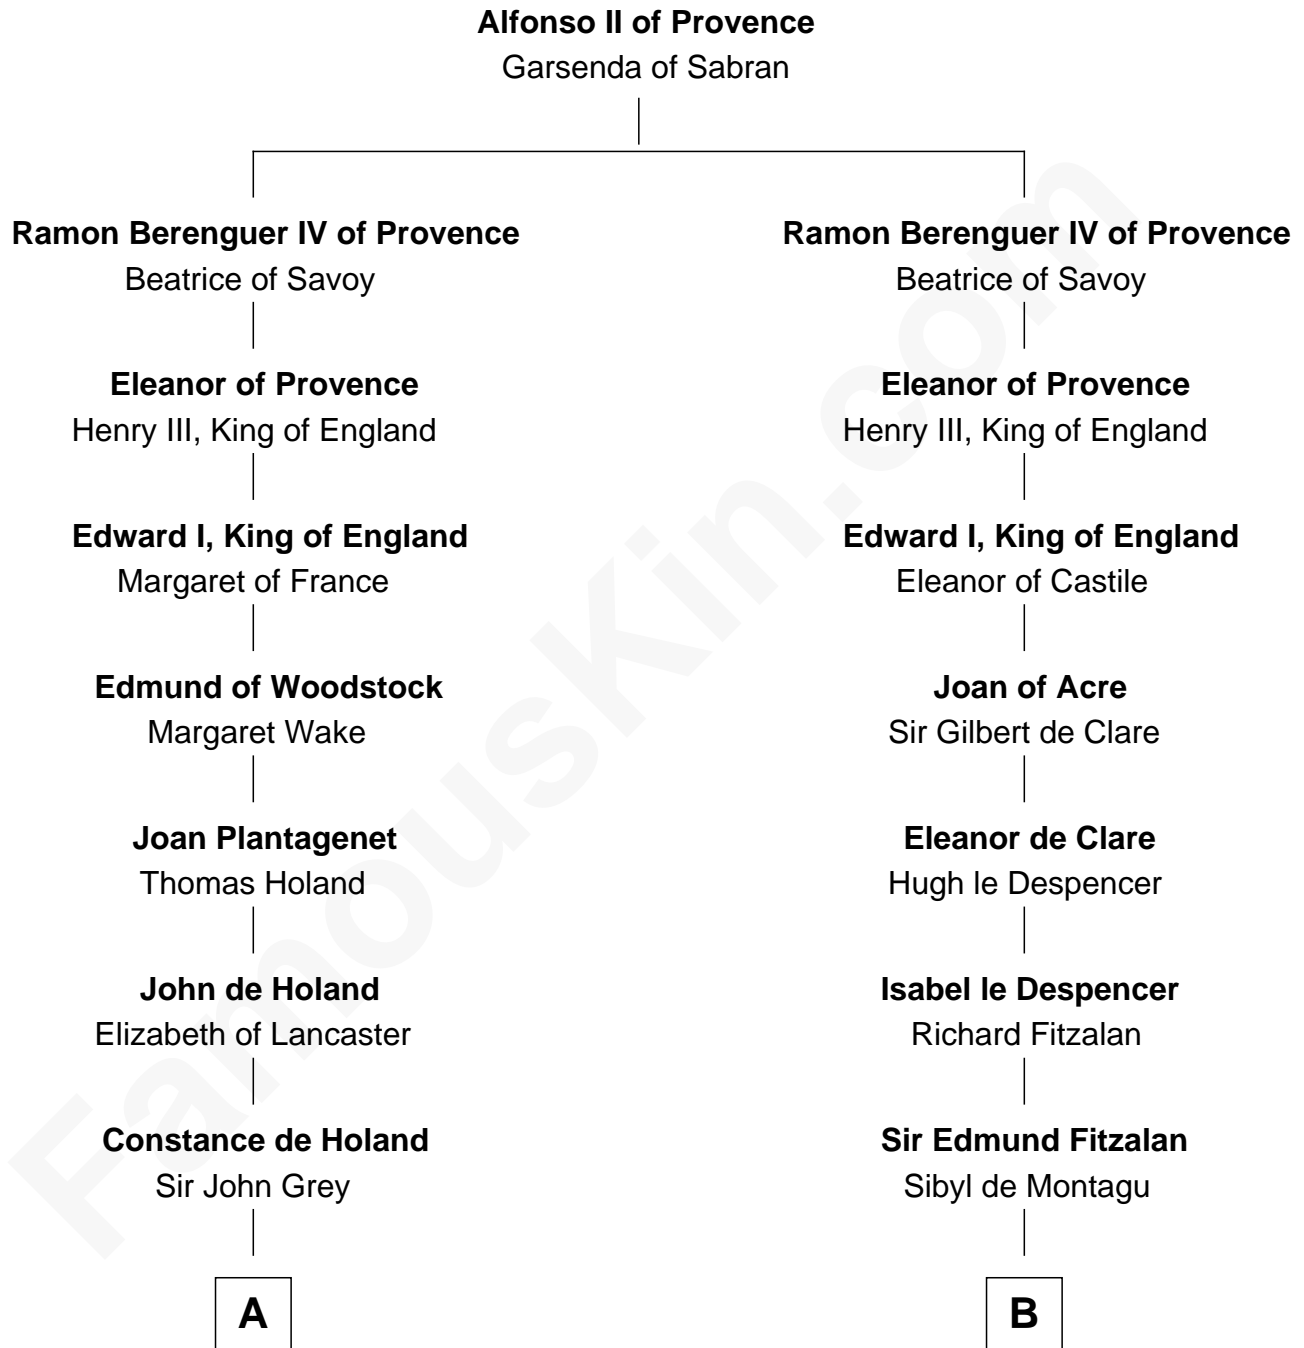 Alfonso II of Provence
Garsenda of Sabran
Ramon Berenguer IV of Provence
Beatrice of Savoy
Eleanor of Provence
Henry III, King of England
Edward I, King of England
Margaret of France
Edmund of Woodstock
Margaret Wake
Joan Plantagenet
Thomas Holand
John de Holand
Elizabeth of Lancaster
Constance de Holand
Sir John Grey
A
Ramon Berenguer IV of Provence
Beatrice of Savoy
Eleanor of Provence
Henry III, King of England
Edward I, King of England
Eleanor of Castile
Joan of Acre
Sir Gilbert de Clare
Eleanor de Clare
Hugh le Despencer
Isabel le Despencer
Richard Fitzalan
Sir Edmund Fitzalan
Sibyl de Montagu
B
FamousKin.com